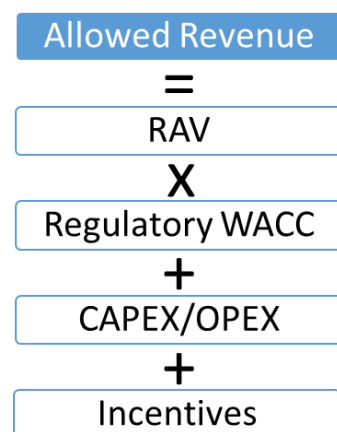 Allowed Revenue
=
RAV
X
Regulatory WACC
+
CAPEX/OPEX
+
Incentives